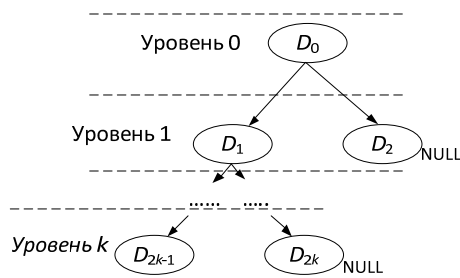 Уровень 0 D0
Уровень 1 D1 D2 NULL
...... .....
Уровень k D2k-1 D2k NULL